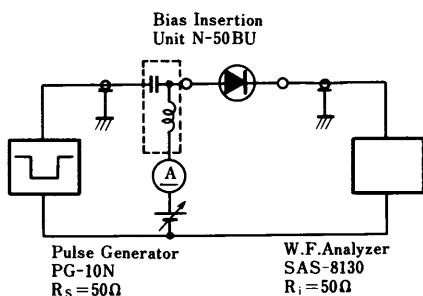 Bias Insertion
Unit N-50BU
A
Pulse Generator
PG-10N
RS=50Ω
W.F.Analyzer
SAS-8130
Ri=50Ω